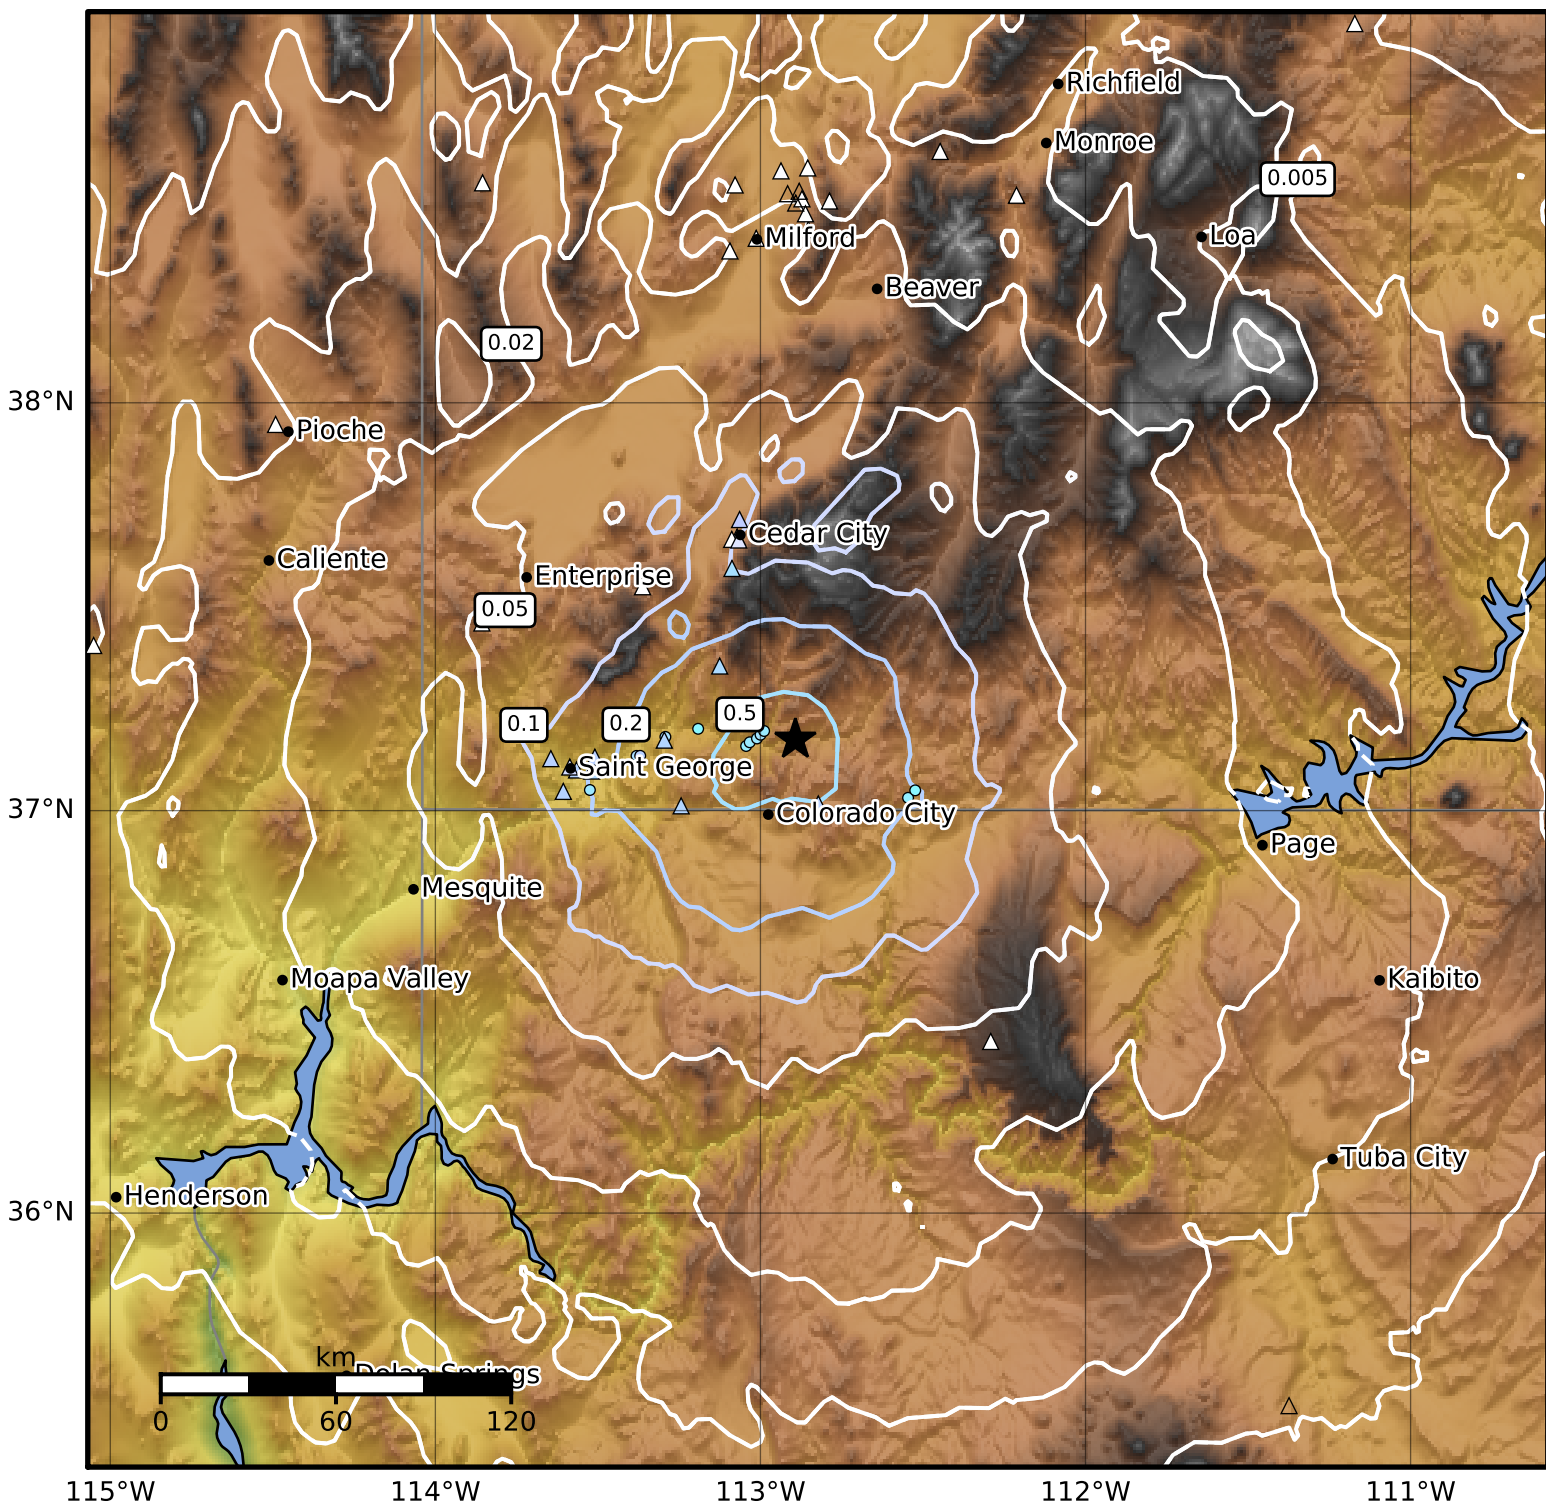 Richfield
Monroe
0.005
Loa
Milford
Beaver
0.02
38°N
Pioche
Cedar City
Caliente
Enterprise
0.05
0.1
0.2
0.5
Saint George
37°N
Colorado City
Page
Mesquite
Moapa Valley
Kaibito
Tuba City
Henderson
36°N
km
Dolan Springs
0 60 120
115°W 114°W 113°W 112°W 111°W